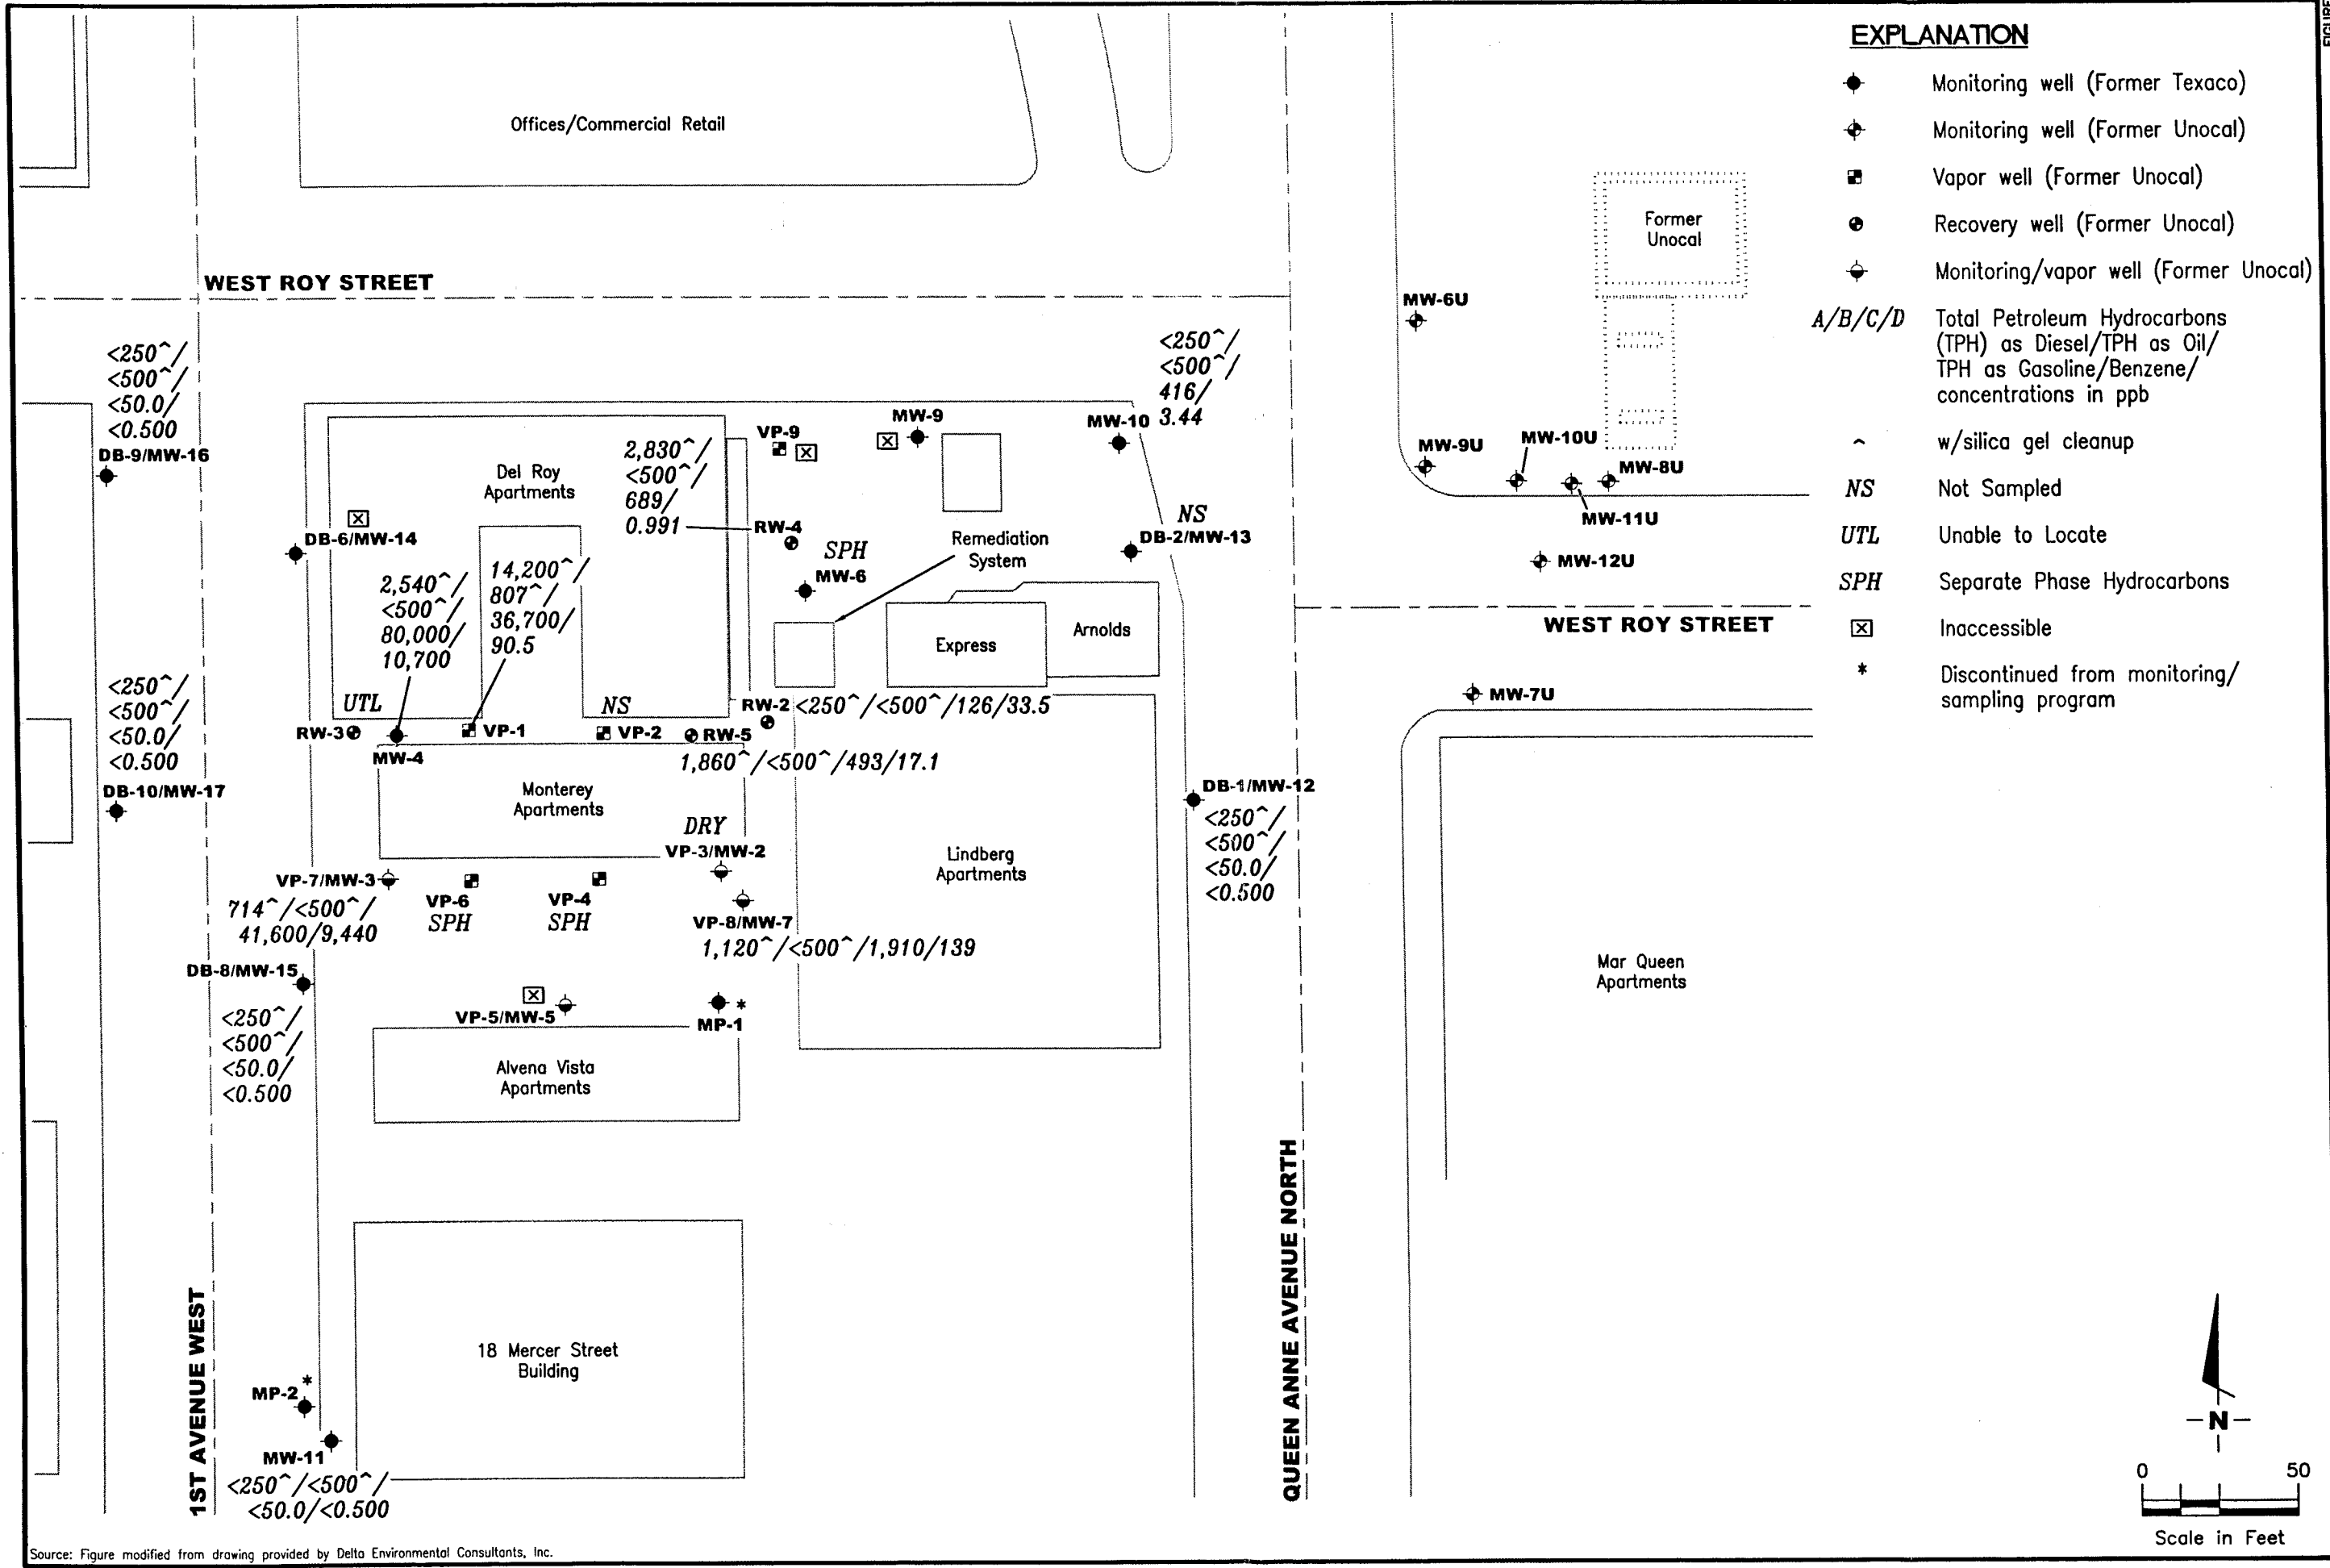 FIGURE
EXPLANATION
Monitoring well (Former Texaco)
Monitoring well (Former Unocal)
Vapor well (Former Unocal)
Recovery well (Former Unocal)
Monitoring/vapor well (Former Unocal)
A/B/C/D Total Petroleum Hydrocarbons
(TPH) as Diesel/TPH as Oil/
TPH as Gasoline/Benzene/
concentrations in ppb
^ w/silica gel cleanup
NS Not Sampled
UTL Unable to Locate
SPH Separate Phase Hydrocarbons
Inaccessible
* Discontinued from monitoring/
sampling program
Offices/Commercial Retail
WEST ROY STREET
Former
Unocal
MW-6U
MW-9U
MW-10U
MW-8U
MW-11U
MW-12U
WEST ROY STREET
MW-7U
<250^/
<500^/
<50.0/
<0.500
DB-9/MW-16
<250^/
<500^/
416/
3.44
MW-10
MW-9
VP-9
2,830^/
<500^/
689/
0.991
RW-4
Del Roy
Apartments
NS
DB-2/MW-13
DB-6/MW-14
SPH
MW-6
Remediation
System
2,540^/
<500^/
80,000/
10,700
14,200^/
807^/
36,700/
90.5
Express
Arnolds
<250^/
<500^/
<50.0/
<0.500
DB-10/MW-17
UTL
RW-3
MW-4
VP-1
NS
VP-2
RW-2 <250^/<500^/126/33.5
RW-5
1,860^/<500^/493/17.1
Monterey
Apartments
DB-1/MW-12
<250^/
<500^/
<50.0/
<0.500
DRY
VP-3/MW-2
Lindberg
Apartments
VP-7/MW-3
714^/<500^/
41,600/9,440
VP-6
SPH
VP-4
SPH
VP-8/MW-7
1,120^/<500^/1,910/139
DB-8/MW-15
<250^/
<500^/
<50.0/
<0.500
VP-5/MW-5
*
MP-1
Mar Queen
Apartments
Alvena Vista
Apartments
18 Mercer Street
Building
1ST AVENUE WEST
QUEEN ANNE AVENUE NORTH
*
MP-2
MW-11
<250^/<500^/
<50.0/<0.500
N
0 50
Scale in Feet
Source: Figure modified from drawing provided by Delta Environmental Consultants, Inc.